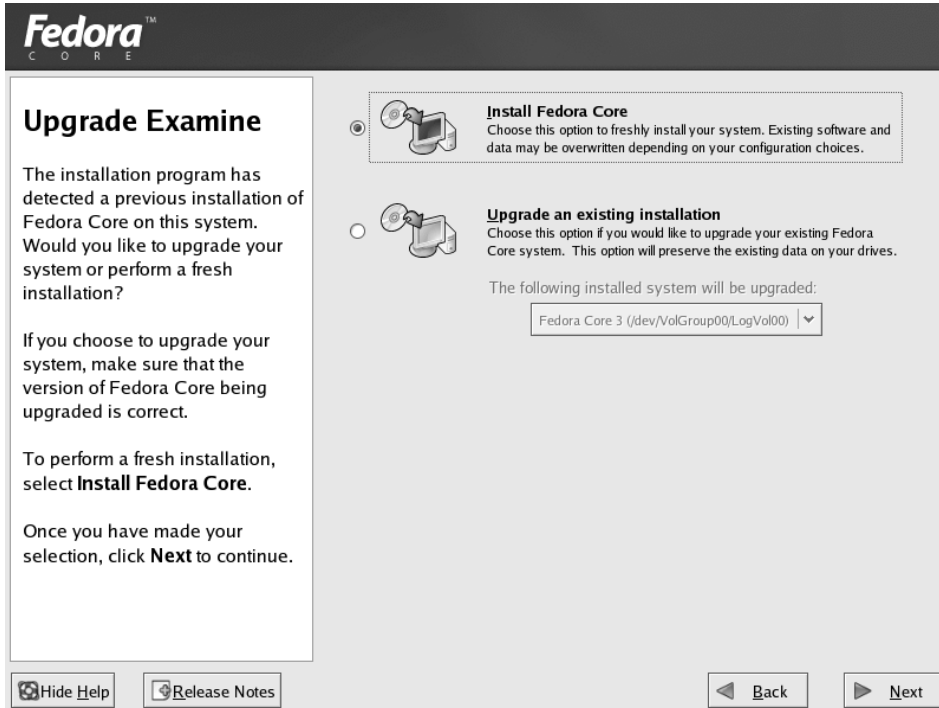 Fedora™
CORE
Upgrade Examine
The installation program has
detected a previous installation of
Fedora Core on this system.
Would you like to upgrade your
system or perform a fresh
installation?
If you choose to upgrade your
system, make sure that the
version of Fedora Core being
upgraded is correct.
To perform a fresh installation,
select Install Fedora Core.
Once you have made your
selection, click Next to continue.
Install Fedora Core
Choose this option to freshly install your system. Existing software and
data may be overwritten depending on your configuration choices.
Upgrade an existing installation
Choose this option if you would like to upgrade your existing Fedora
Core system. This option will preserve the existing data on your drives.
The following installed system will be upgraded:
Fedora Core 3 (/dev/VolGroup00/LogVol00)
Hide Help
Release Notes
Back
Next